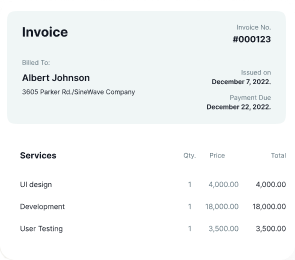 Invoice
Invoice No.
#000123
Billed To:
Albert Johnson
3605 Parker Rd./SineWave Company
Issued on
December 7, 2022.
Payment Due
December 22, 2022.
Services Qty. Price Total
UI design 1 4,000.00 4,000.00
Development 1 18,000.00 18,000.00
User Testing 1 3,500.00 3,500.00